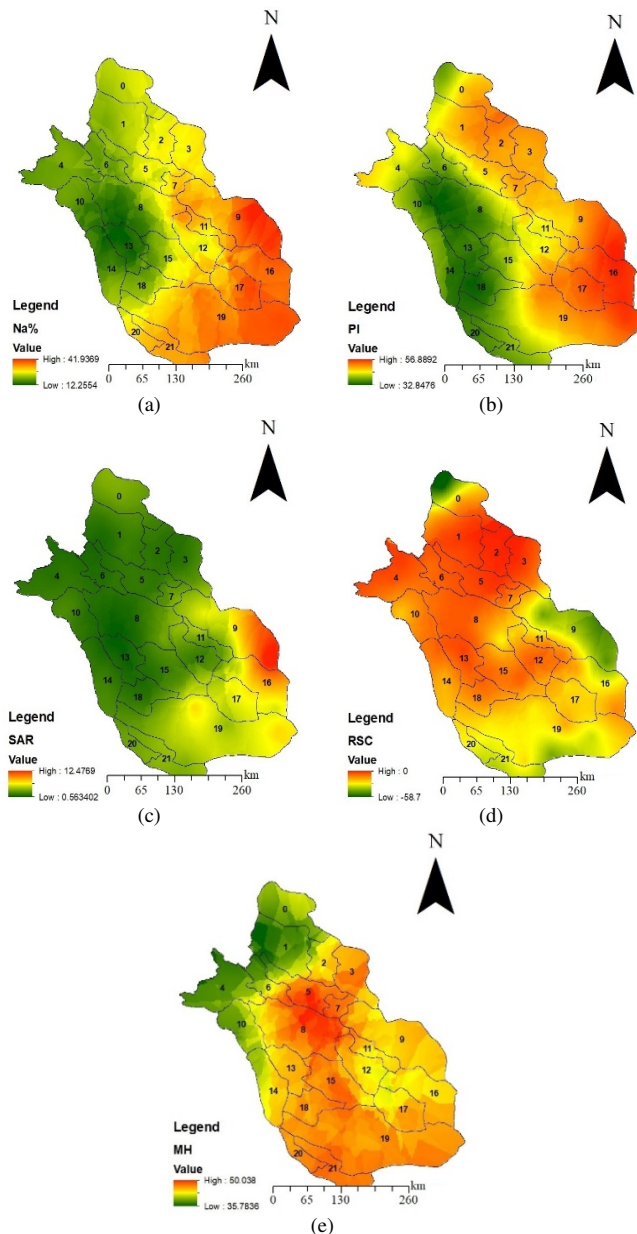 N
0
1
2
3
4
6
5
7
10
8
9
11
13
12
15
16
14
17
18
19
20
21
Legend
Na%
Value
High : 41.9369
Low : 12.2554
km
0 65 130 260
(a)
N
0
1
2
3
4
6
5
7
10
8
9
11
13
12
15
16
14
17
18
19
20
21
Legend
PI
Value
High : 56.8892
Low : 32.8476
km
0 65 130 260
(b)
N
0
1
2
3
4
6
5
7
10
8
9
11
13
12
15
16
14
17
18
19
20
21
Legend
SAR
Value
High : 12.4769
Low : 0.563402
km
0 65 130 260
(c)
N
0
1
2
3
4
6
5
7
10
8
9
11
13
12
15
16
14
17
18
19
20
21
Legend
RSC
Value
High : 0
Low : -58.7
km
0 65 130 260
(d)
N
0
1
2
3
4
6
5
7
10
8
9
11
13
12
15
16
14
17
18
19
20
21
Legend
MH
Value
High : 50.038
Low : 35.7836
km
0 65 130 260
(e)